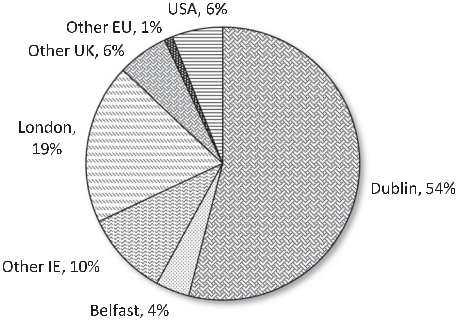 USA, 6%
Other EU, 1%
Other UK, 6%
London,
19%
Dublin, 54%
Other IE, 10%
Belfast, 4%